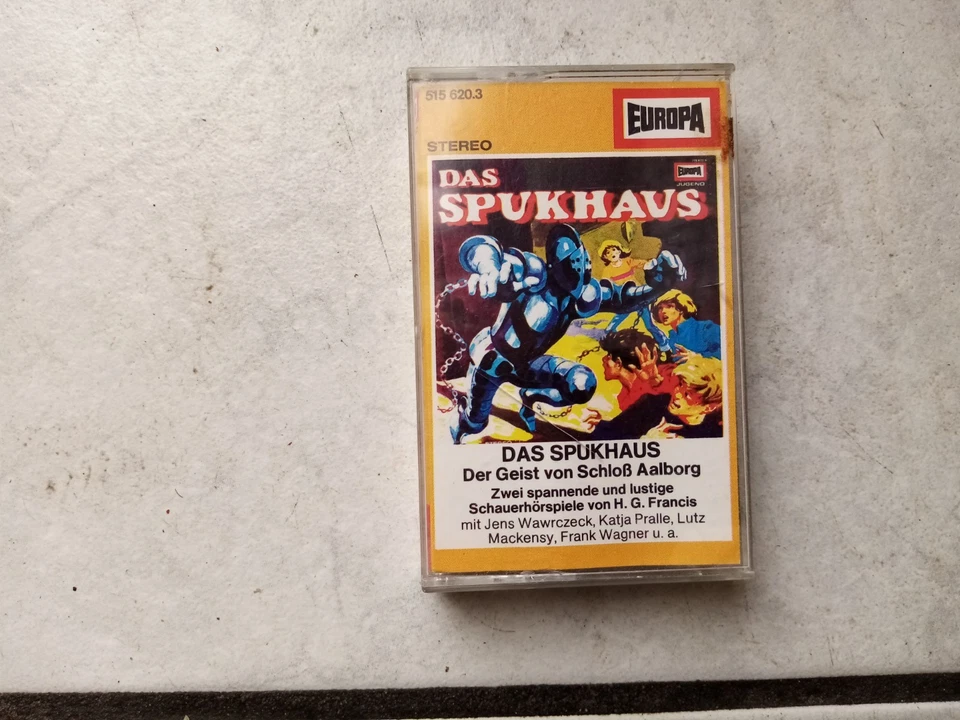 515 620.3
EUROPA
STEREO
EUROPA
JUGEND
DAS
SPUKHAUS
DAS SPUKHAUS
Der Geist von Schloß Aalborg
Zwei spannende und lustige
Schauerhörspiele von H. G. Francis
mit Jens Wawrczeck, Katja Pralle, Lutz
Mackensy, Frank Wagner u. a.